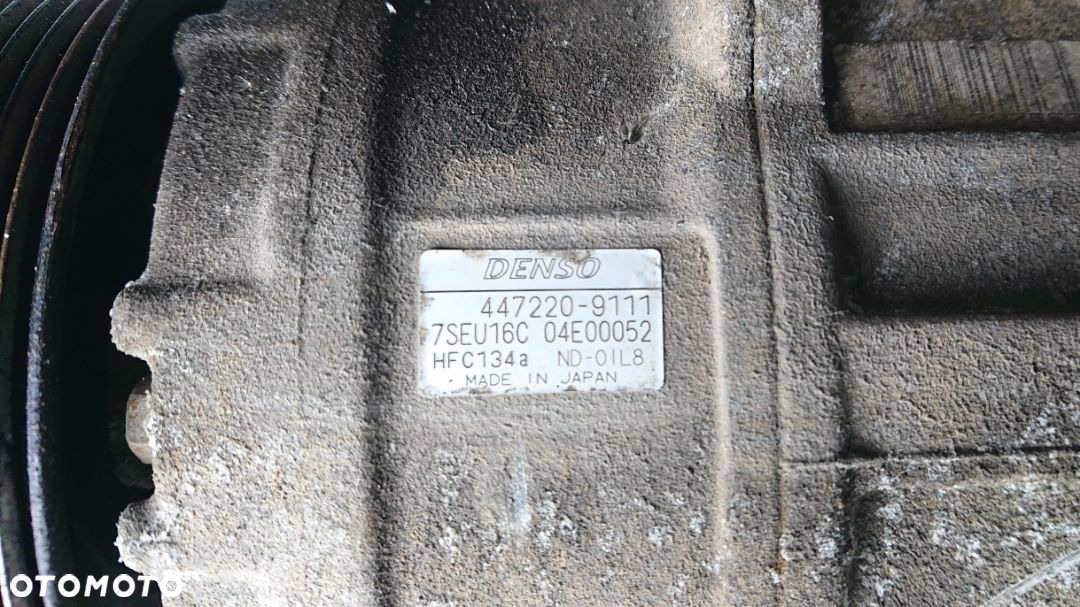 DENSO
447220-9111
7SEU16C 04E00052
HFC134a ND-OIL8
MADE IN JAPAN
OTOMOTO